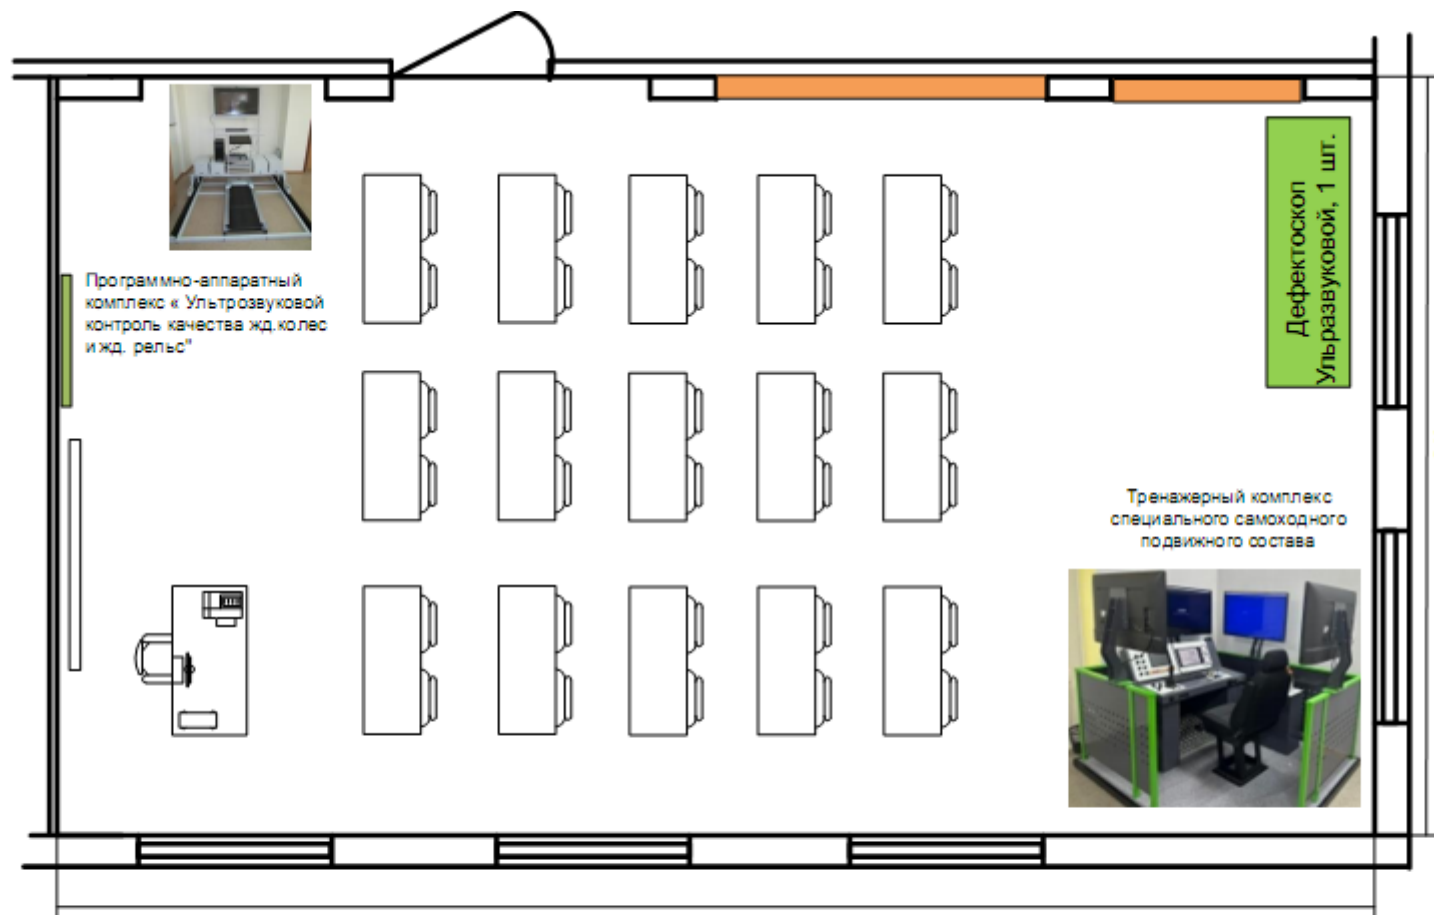 Программно-аппаратный
комплекс « Ультрозвуковой
контроль качества жд.колес
и жд. рельс"
Дефектоскоп
Ульразвуковой, 1 шт.
Тренажерный комплекс
специального самоходного
подвижного состава